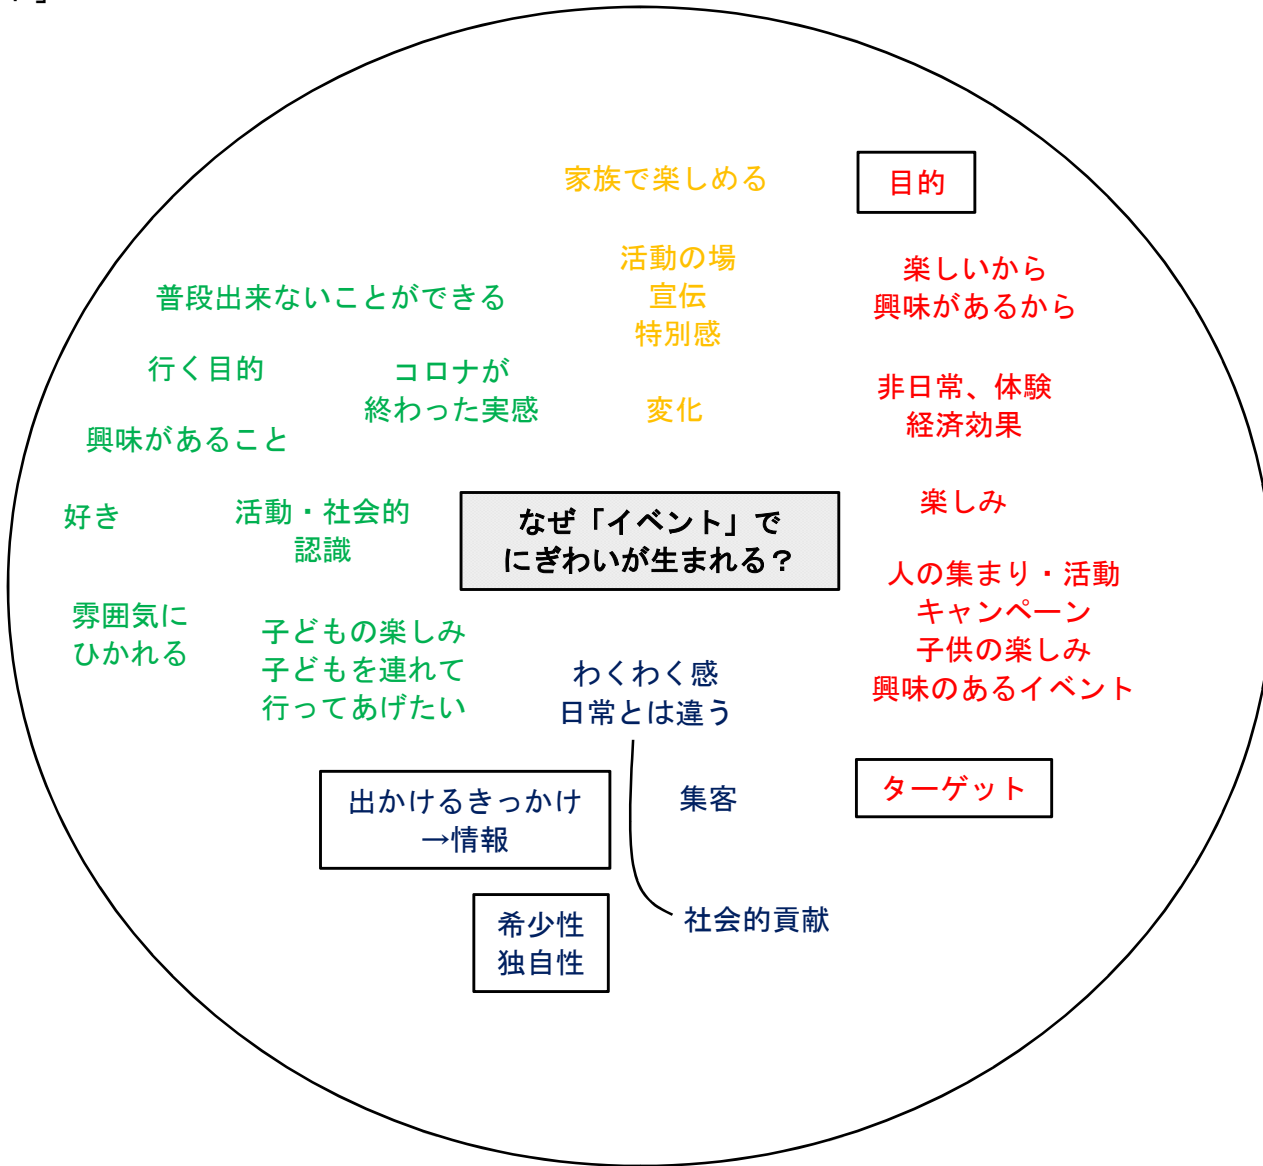 家族で楽しめる
目的
活動の場
宣伝
特別感
楽しいから
興味があるから
普段出来ないことができる
行く目的
コロナが
終わった実感
変化
非日常、体験
経済効果
興味があること
好き
活動・社会的
認識
なぜ「イベント」で
にぎわいが生まれる？
楽しみ
雰囲気に
ひかれる
子どもの楽しみ
子どもを連れて
行ってあげたい
わくわく感
日常とは違う
人の集まり・活動
キャンペーン
子供の楽しみ
興味のあるイベント
出かけるきっかけ
→情報
集客
ターゲット
希少性
独自性
社会的貢献